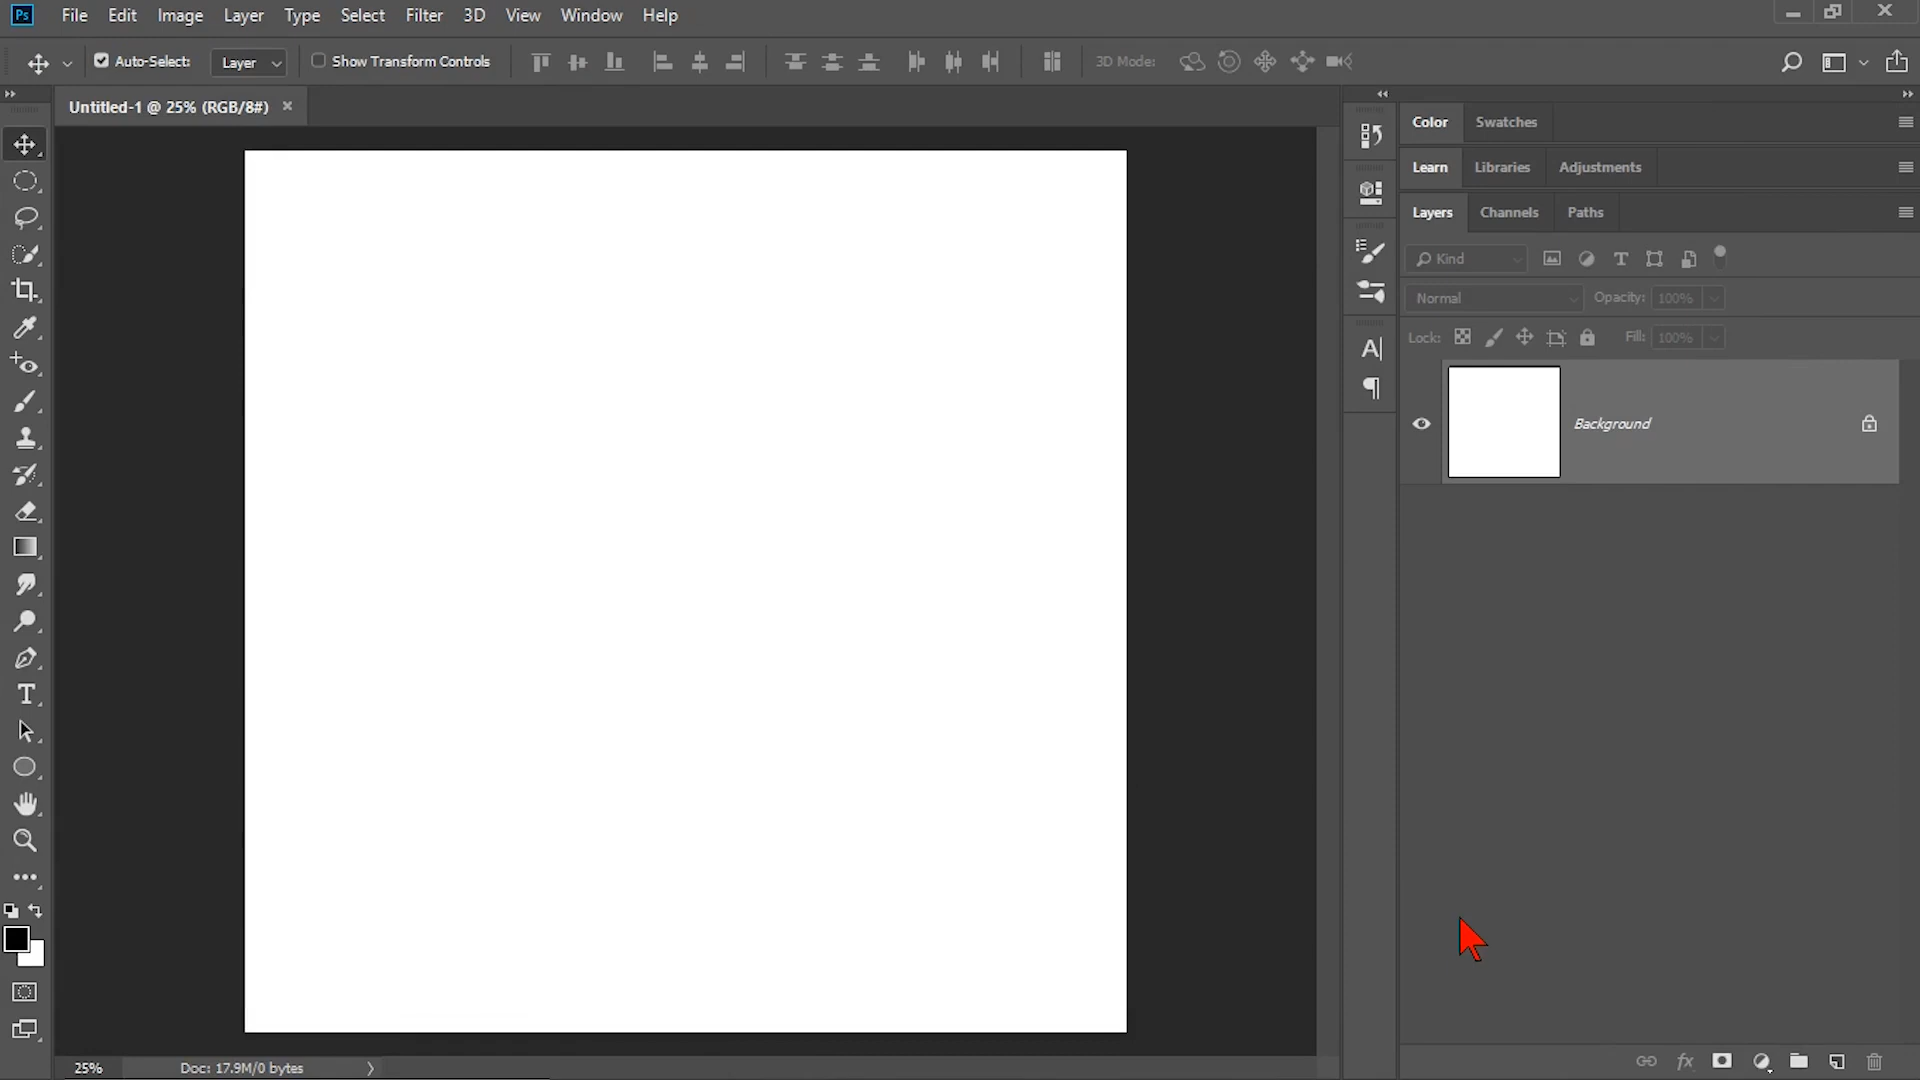 Ps File Edit Image Layer Type Select Filter 3D View Window Help
Auto-Select: Layer Show Transform Controls 3D Mode:
Untitled-1 @ 25% (RGB/8#)
Color Swatches
Learn Libraries Adjustments
Layers Channels Paths
Kind
Normal Opacity: 100%
Lock: Fill: 100%
Background
25% Doc: 17.9M/0 bytes